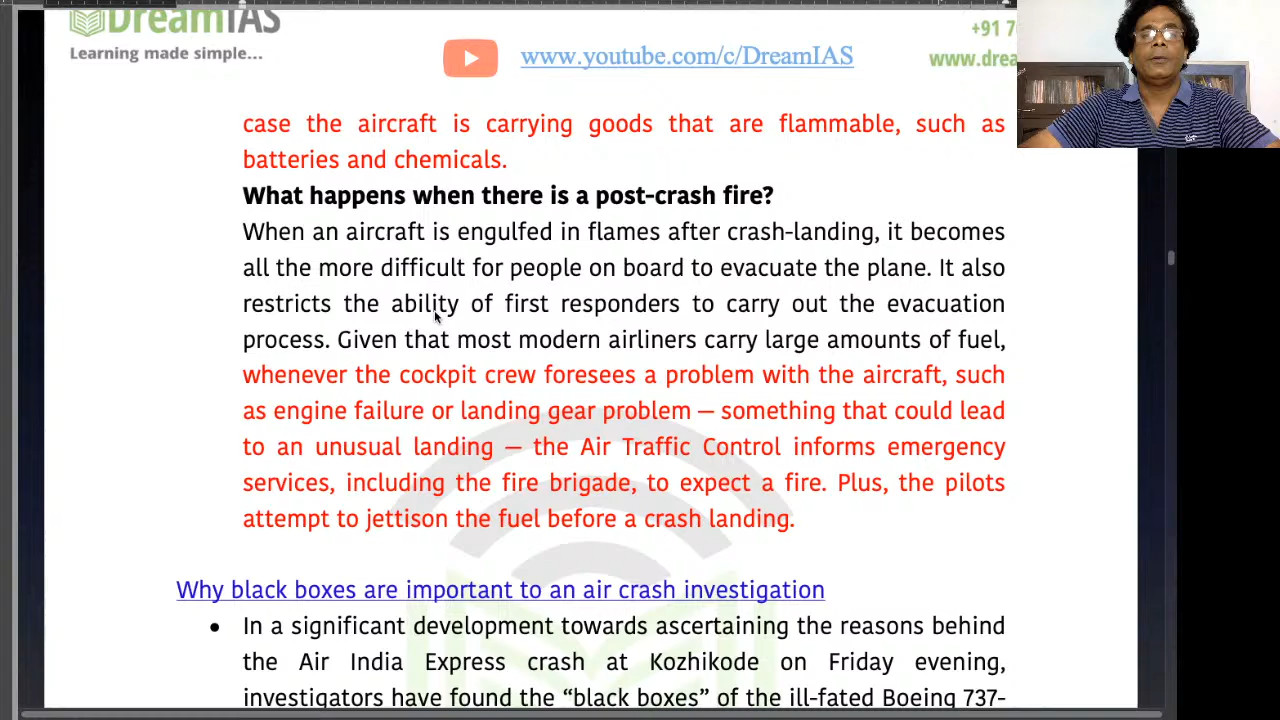 DreamIAS
Learning made simple...
www.youtube.com/c/DreamIAS
+91 7
www.drea
case the aircraft is carrying goods that are flammable, such as
batteries and chemicals.
What happens when there is a post-crash fire?
When an aircraft is engulfed in flames after crash-landing, it becomes
all the more difficult for people on board to evacuate the plane. It also
restricts the ability of first responders to carry out the evacuation
process. Given that most modern airliners carry large amounts of fuel,
whenever the cockpit crew foresees a problem with the aircraft, such
as engine failure or landing gear problem — something that could lead
to an unusual landing — the Air Traffic Control informs emergency
services, including the fire brigade, to expect a fire. Plus, the pilots
attempt to jettison the fuel before a crash landing.
Why black boxes are important to an air crash investigation
• In a significant development towards ascertaining the reasons behind
the Air India Express crash at Kozhikode on Friday evening,
investigators have found the “black boxes” of the ill-fated Boeing 737-